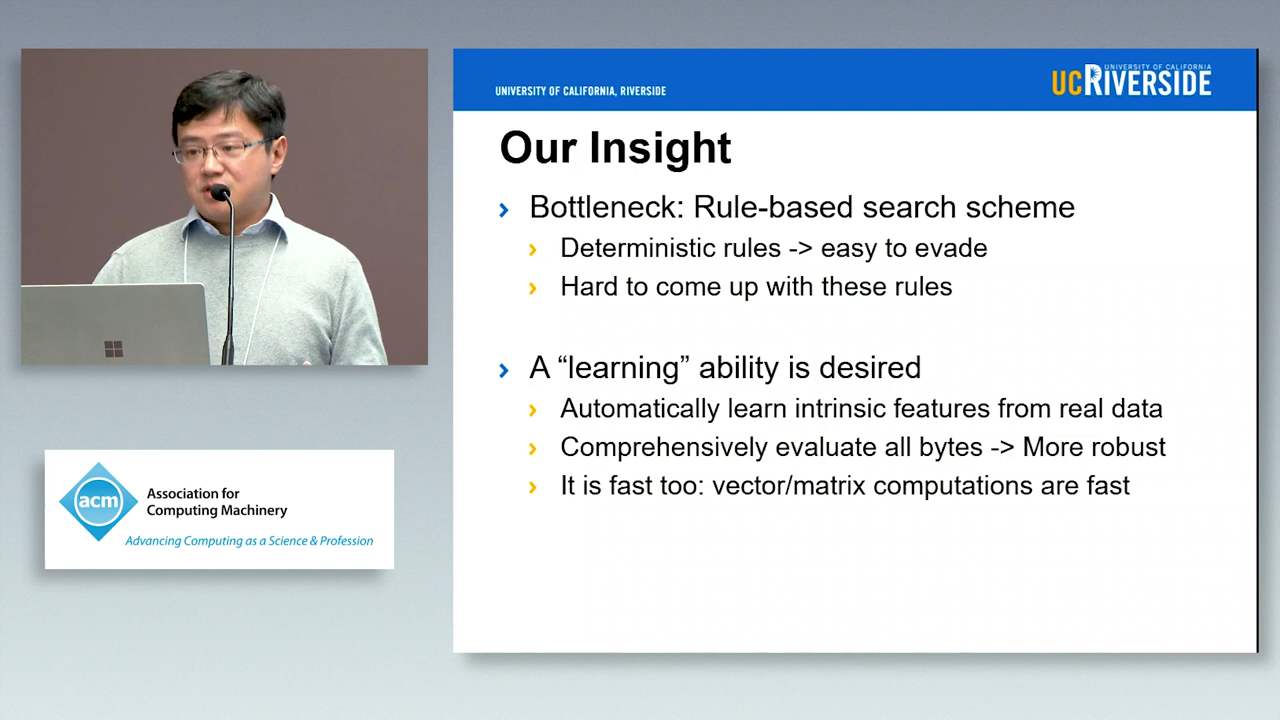 UNIVERSITY OF CALIFORNIA, RIVERSIDE
UNIVERSITY OF CALIFORNIA
UCRIVERSIDE
Our Insight
Bottleneck: Rule-based search scheme
Deterministic rules -> easy to evade
Hard to come up with these rules
A “learning” ability is desired
Automatically learn intrinsic features from real data
Comprehensively evaluate all bytes -> More robust
It is fast too: vector/matrix computations are fast
acm
Association for
Computing Machinery
Advancing Computing as a Science & Profession